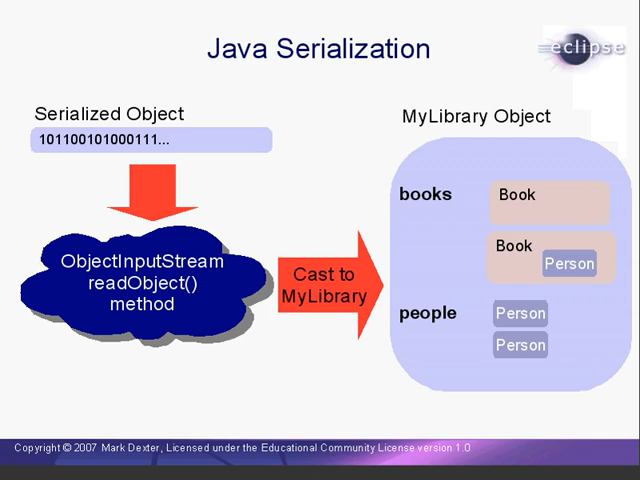 Java Serialization
eclipse
Serialized Object
101100101000111...
ObjectInputStream
readObject()
method
Cast to
MyLibrary
MyLibrary Object
books
Book
Book
Person
people
Person
Person
Copyright © 2007 Mark Dexter, Licensed under the Educational Community License version 1.0